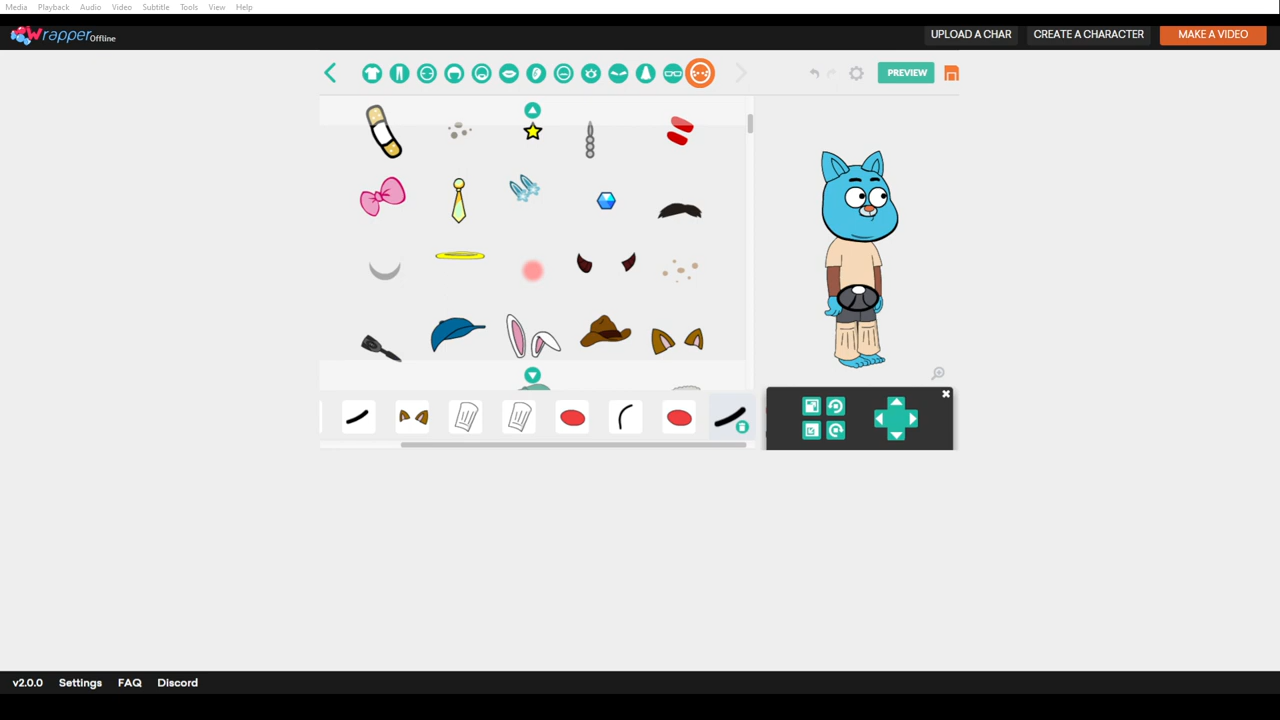 Media Playback Audio Video Subtitle Tools View Help
Wrapper Offline UPLOAD A CHAR CREATE A CHARACTER MAKE A VIDEO
PREVIEW
v2.0.0 Settings FAQ Discord